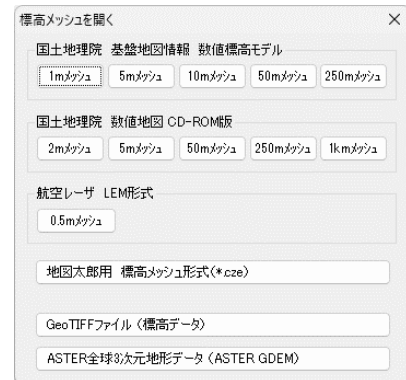 標高メッシュを開く
国土地理院 基盤地図情報 数値標高モデル
1mメッシュ 5mメッシュ 10mメッシュ 50mメッシュ 250mメッシュ
国土地理院 数値地図 CD-ROM版
2mメッシュ 5mメッシュ 50mメッシュ 250mメッシュ 1kmメッシュ
航空レーザ LEM形式
0.5mメッシュ
地図太郎用 標高メッシュ形式(*.cze)
GeoTIFFファイル（標高データ）
ASTER全球3次元地形データ（ASTER GDEM）